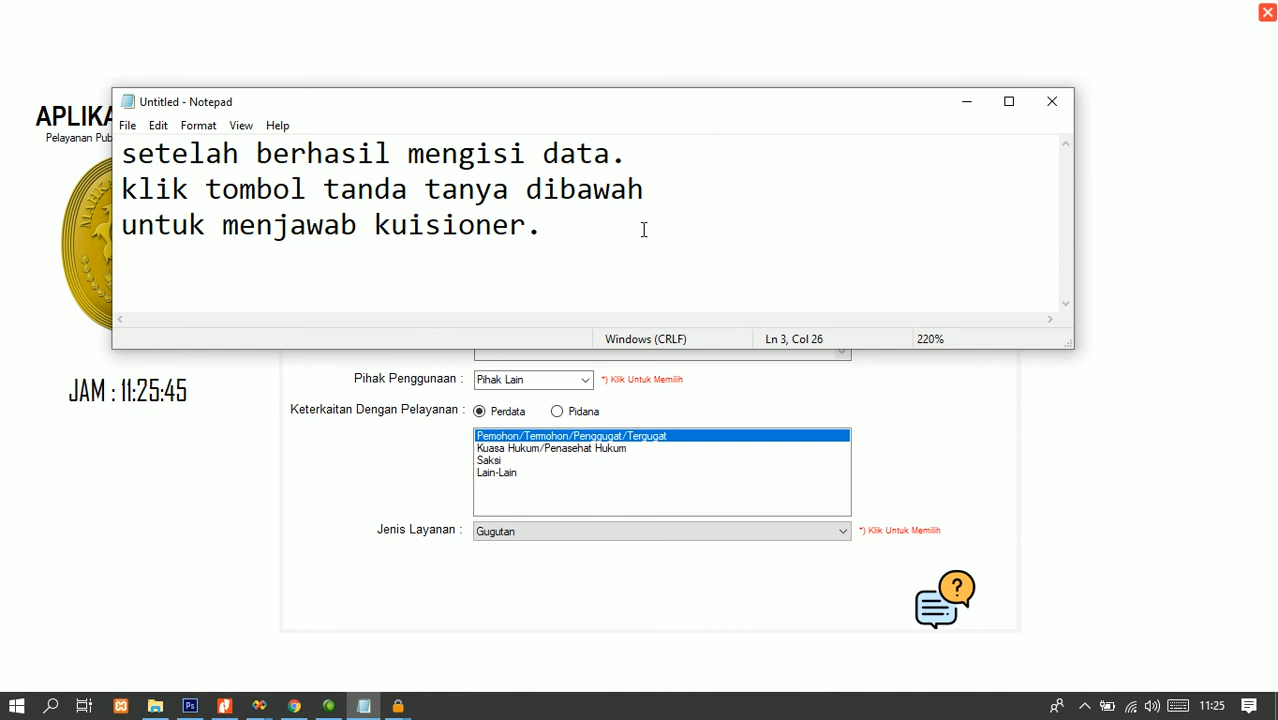 Untitled - Notepad
File Edit Format View Help
setelah berhasil mengisi data.
klik tombol tanda tanya dibawah
untuk menjawab kuisioner.
Windows (CRLF) Ln 3, Col 26 220%
JAM : 11:25:45
Pihak Penggunaan : Pihak Lain *) Klik Untuk Memilih
Keterkaitan Dengan Pelayanan : Perdata Pidana
Pemohon/Termohon/Penggugat/Tergugat
Kuasa Hukum/Penasehat Hukum
Saksi
Lain-Lain
Jenis Layanan : Gugutan *) Klik Untuk Memilih
?
Ps
11:25